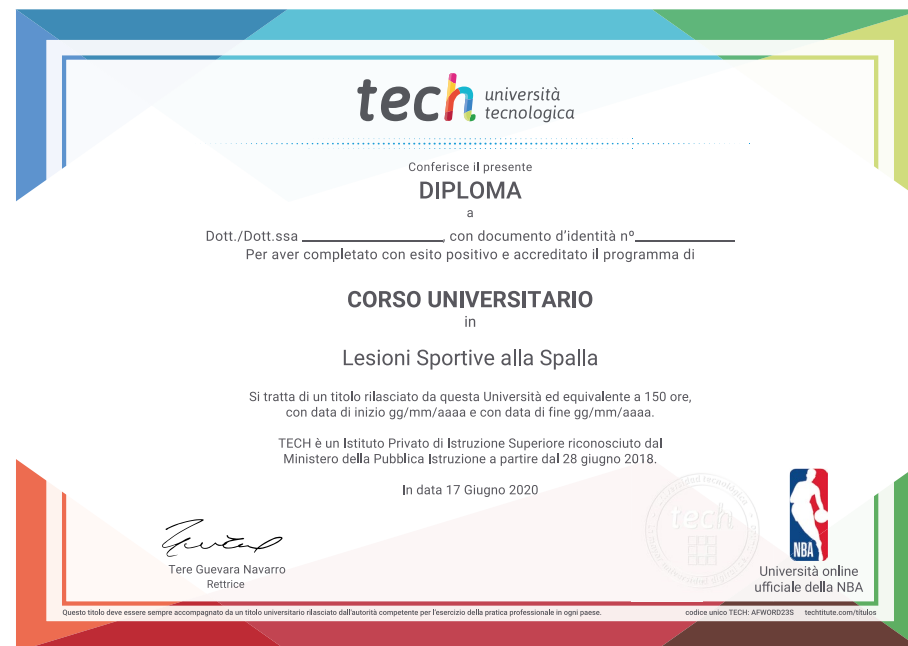 tech università
tecnologica
Conferisce il presente
DIPLOMA
a
Dott./Dott.ssa ________________, con documento d'identità nº___________
Per aver completato con esito positivo e accreditato il programma di
CORSO UNIVERSITARIO
in
Lesioni Sportive alla Spalla
Si tratta di un titolo rilasciato da questa Università ed equivalente a 150 ore,
con data di inizio gg/mm/aaaa e con data di fine gg/mm/aaaa.
TECH è un Istituto Privato di Istruzione Superiore riconosciuto dal
Ministero della Pubblica Istruzione a partire dal 28 giugno 2018.
In data 17 Giugno 2020
tech
NBA
Tere Guevara Navarro
Rettrice
Università online
ufficiale della NBA
Questo titolo deve essere sempre accompagnato da un titolo universitario rilasciato dall'autorità competente per l'esercizio della pratica professionale in ogni paese.
codice unico TECH: AFWORD23S techtitute.com/titulos